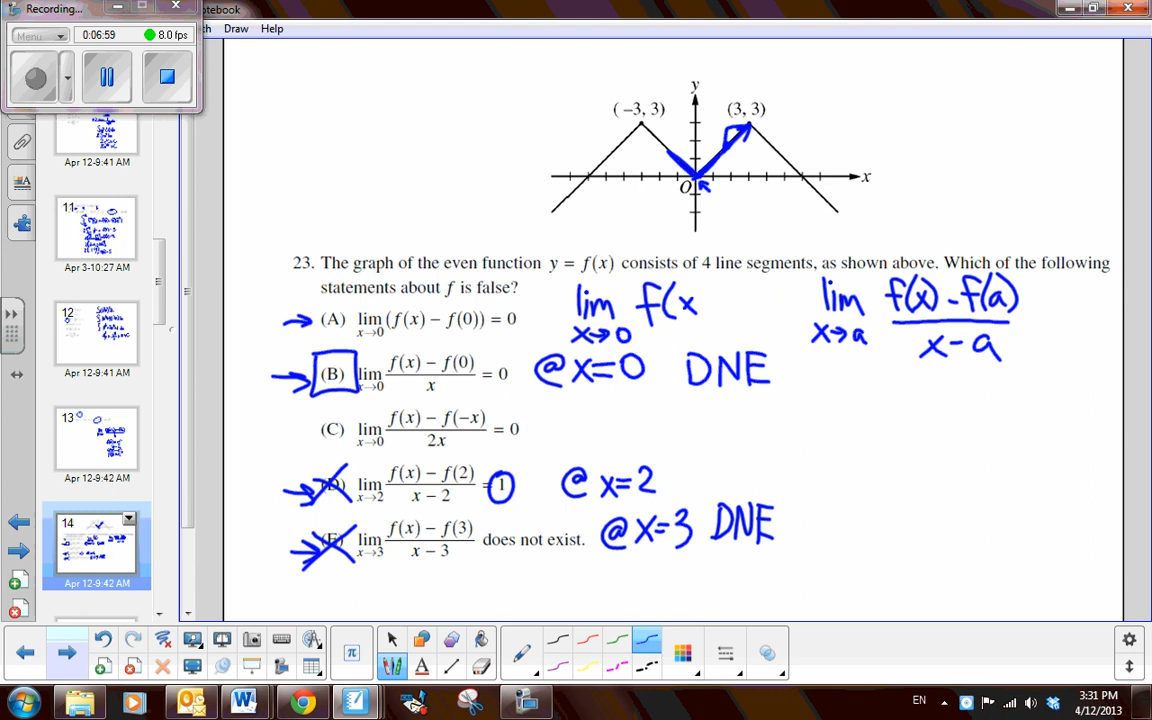 Recording...
otebook
Menu
0:06:59
8.0 fps
Draw Help
Apr 12-9:41 AM
11
Apr 3-10:27 AM
12
Apr 12-9:41 AM
13
Apr 12-9:42 AM
14
Apr 12-9:42 AM
y
(−3, 3) (3, 3)
O
x
23. The graph of the even function y = f(x) consists of 4 line segments, as shown above. Which of the following
statements about f is false?
(A) lim x→0 (f(x) − f(0)) = 0
lim x→0 f(x
lim x→a f(x) - f(a) / x - a
(B) lim x→0 f(x) − f(0) / x = 0
@ x=0 DNE
(C) lim x→0 f(x) − f(−x) / 2x = 0
(D) lim x→2 f(x) − f(2) / x − 2 = 1
@ x=2
(E) lim x→3 f(x) − f(3) / x − 3 does not exist.
@ x=3 DNE
π
A
EN
3:31 PM
4/12/2013